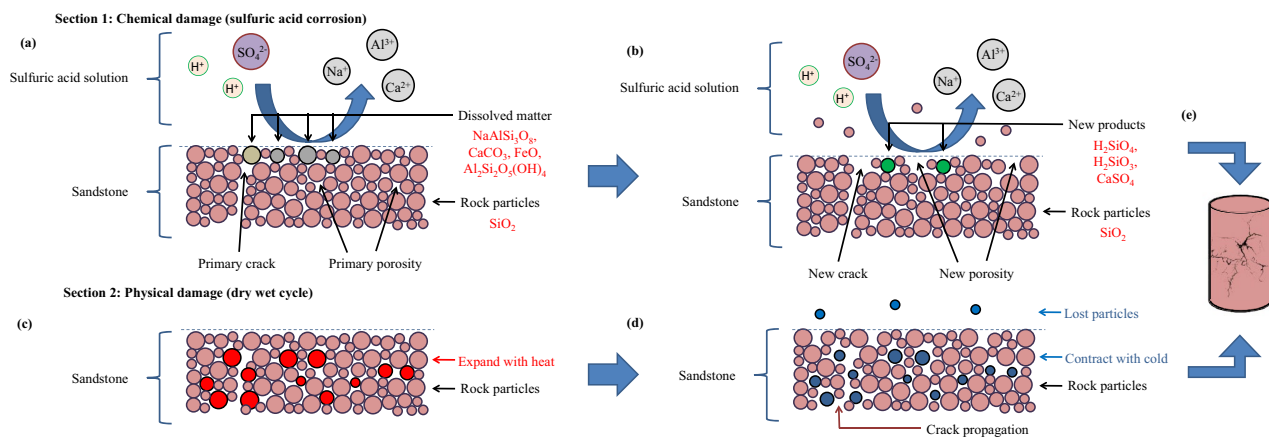 Section 1: Chemical damage (sulfuric acid corrosion)
(a)
Sulfuric acid solution
H⁺
H⁺
SO₄²⁻
Na⁺
Al³⁺
Ca²⁺
Dissolved matter
NaAlSi₃O₈,
CaCO₃, FeO,
Al₂Si₂O₅(OH)₄
Sandstone
Rock particles
SiO₂
Primary crack
Primary porosity
(b)
Sulfuric acid solution
H⁺
H⁺
SO₄²⁻
Na⁺
Al³⁺
Ca²⁺
New products
H₂SiO₄,
H₂SiO₃,
CaSO₄
Sandstone
Rock particles
SiO₂
New crack
New porosity
(e)
Section 2: Physical damage (dry wet cycle)
(c)
Sandstone
Expand with heat
Rock particles
(d)
Lost particles
Sandstone
Contract with cold
Rock particles
Crack propagation